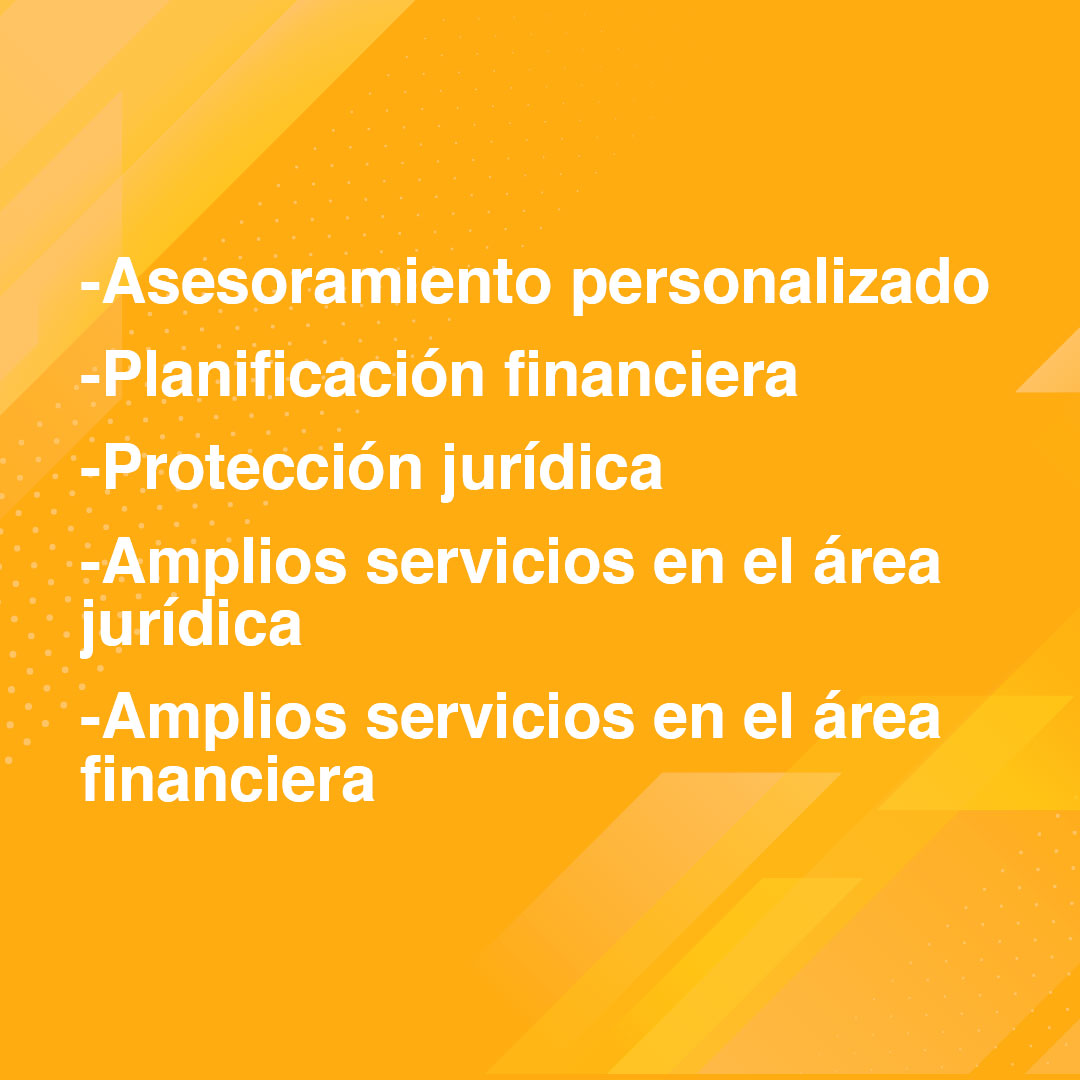 -Asesoramiento personalizado
-Planificación financiera
-Protección jurídica
-Amplios servicios en el área
jurídica
-Amplios servicios en el área
financiera